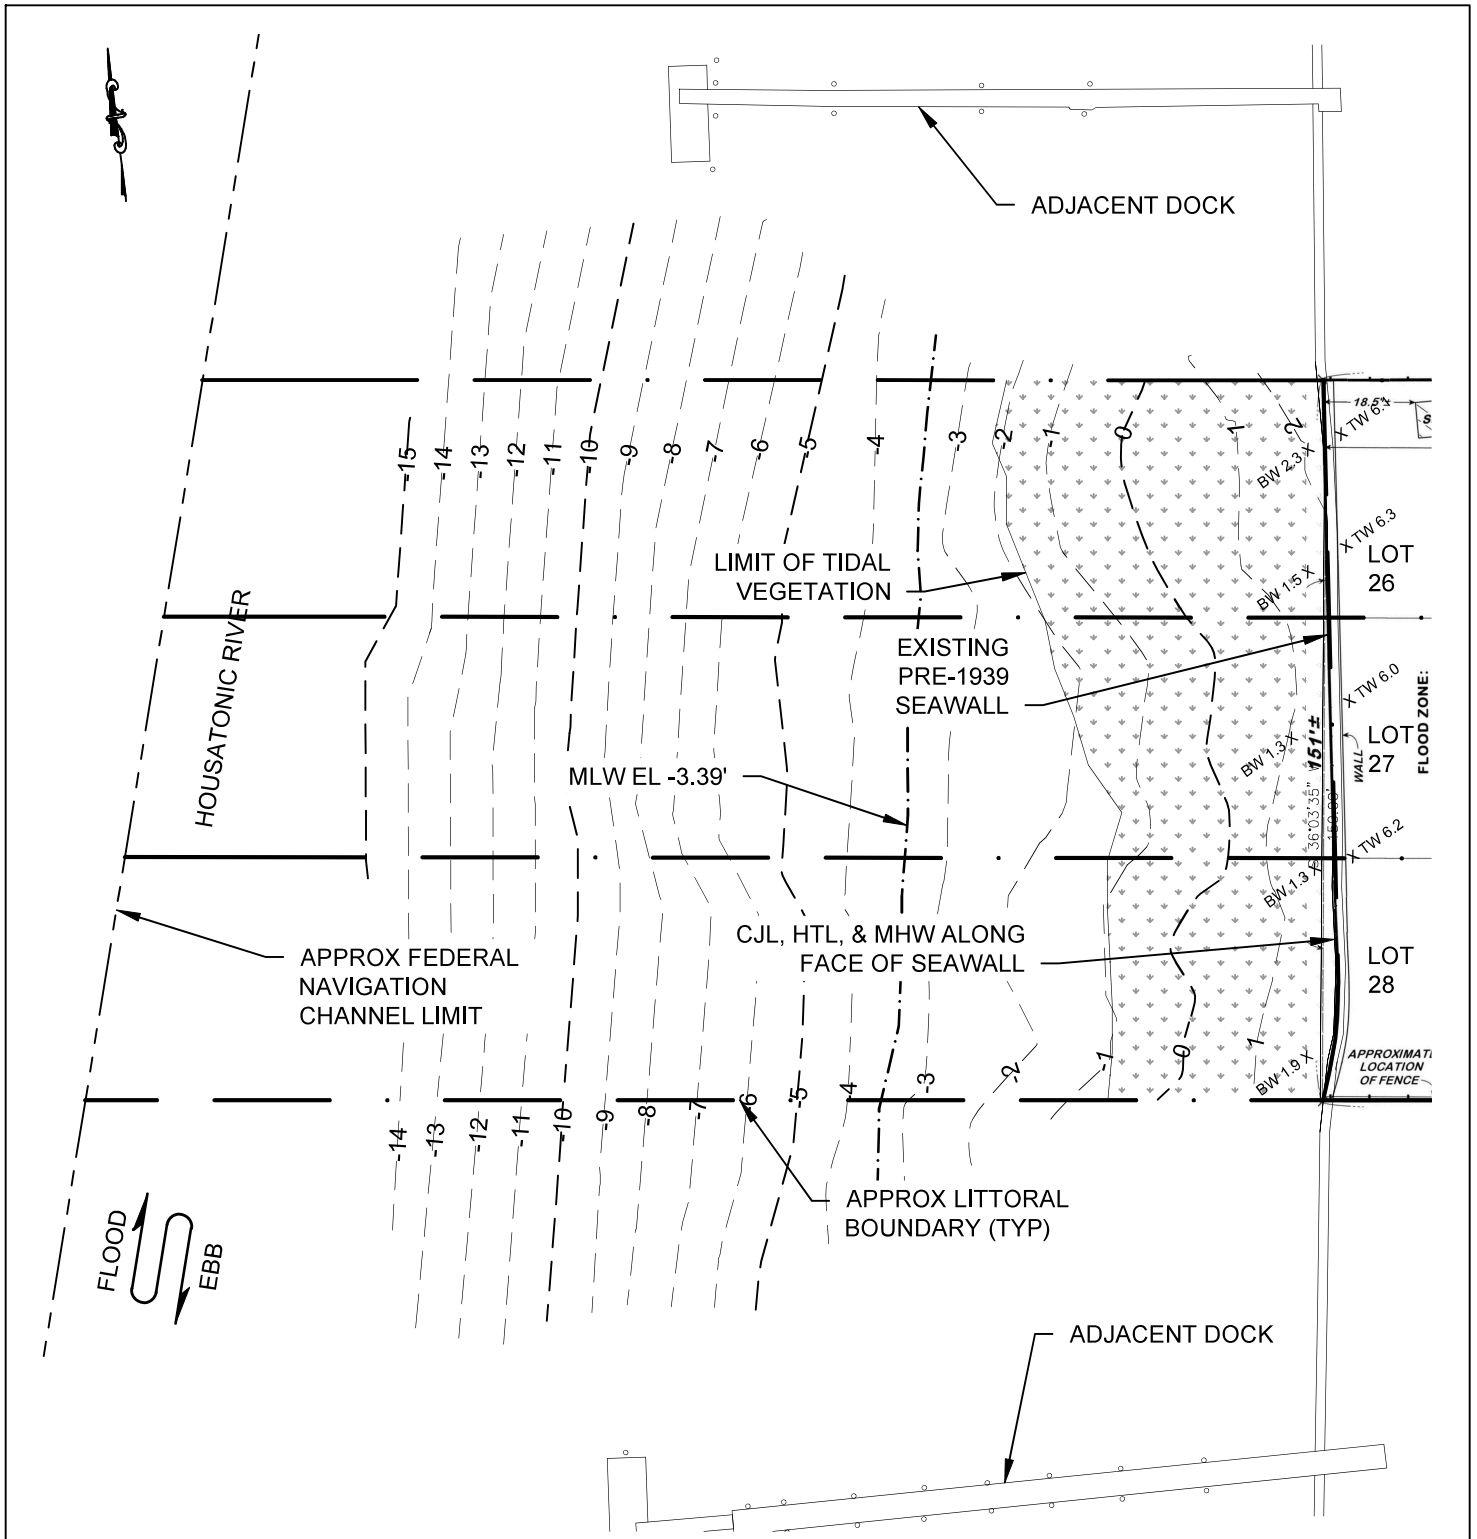 ADJACENT DOCK
18.5'±
S
-15
-14
-13
-12
-11
-10
-9
-8
-7
-6
-5
-4
-3
-2
-1
0
1
2
BW 2.3 X
X TW 6.3
LIMIT OF TIDAL
VEGETATION
LOT
26
BW 1.5 X
HOUSATONIC RIVER
EXISTING
PRE-1939
SEAWALL
X TW 6.0
FLOOD ZONE:
LOT
27
WALL
151'±
BW 1.3 X
MLW EL -3.39'
36°03'35"
X TW 6.2
BW 1.3 X
CJL, HTL, & MHW ALONG
FACE OF SEAWALL
LOT
28
APPROX FEDERAL
NAVIGATION
CHANNEL LIMIT
APPROXIMATE
LOCATION
OF FENCE
BW 1.9 X
-14
-13
-12
-11
-10
-9
-8
-7
-6
-5
-4
-3
-2
-1
0
1
APPROX LITTORAL
BOUNDARY (TYP)
FLOOD
EBB
ADJACENT DOCK